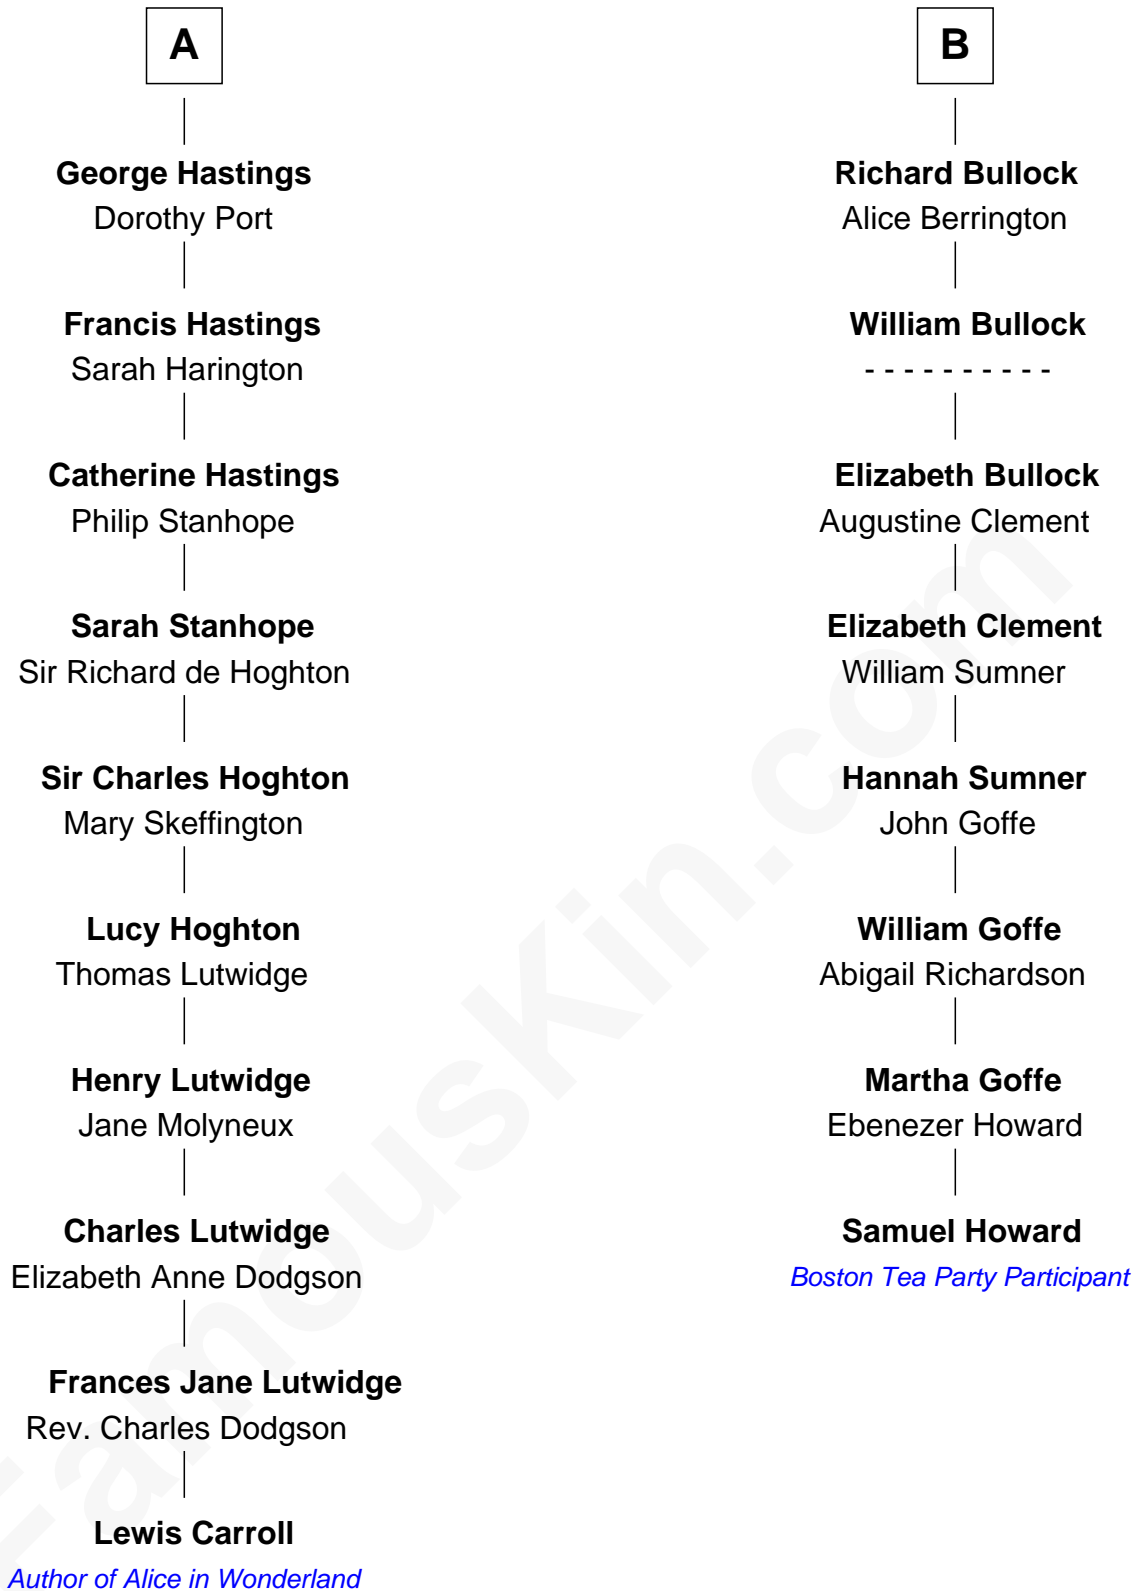 A
George Hastings
Dorothy Port
Francis Hastings
Sarah Harington
Catherine Hastings
Philip Stanhope
Sarah Stanhope
Sir Richard de Hoghton
Sir Charles Hoghton
Mary Skeffington
Lucy Hoghton
Thomas Lutwidge
Henry Lutwidge
Jane Molyneux
Charles Lutwidge
Elizabeth Anne Dodgson
Frances Jane Lutwidge
Rev. Charles Dodgson
Lewis Carroll
Author of Alice in Wonderland
B
Richard Bullock
Alice Berrington
William Bullock
- - - - - - - - - -
Elizabeth Bullock
Augustine Clement
Elizabeth Clement
William Sumner
Hannah Sumner
John Goffe
William Goffe
Abigail Richardson
Martha Goffe
Ebenezer Howard
Samuel Howard
Boston Tea Party Participant
FamousKin.com